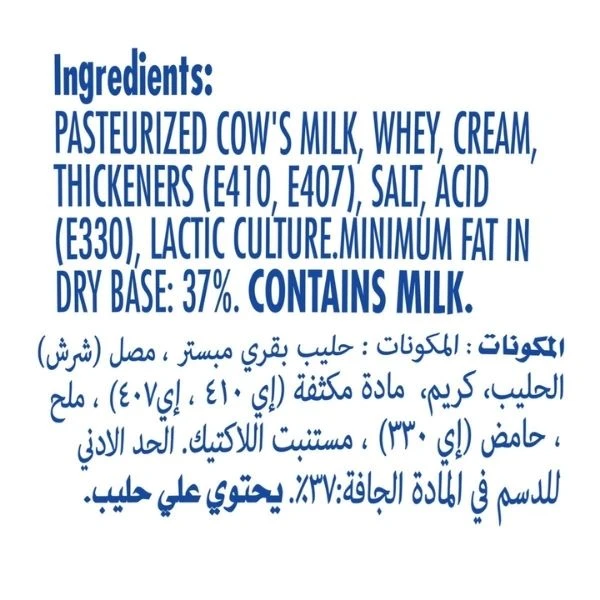 Ingredients:
PASTEURIZED COW'S MILK, WHEY, CREAM,
THICKENERS (E410, E407), SALT, ACID
(E330), LACTIC CULTURE.MINIMUM FAT IN
DRY BASE: 37%. CONTAINS MILK.
المكونات : المكونات : حليب بقري مبستر ، مصل (شرش)
الحليب، كريم، مادة مكثفة (إي ٤١٠ ، إي٤٠٧) ، ملح
، حامض (إي ٣٣٠) ، مستنبت اللاكتيك. الحد الادني
للدسم في المادة الجافة:٣٧٪. يحتوي علي حليب.